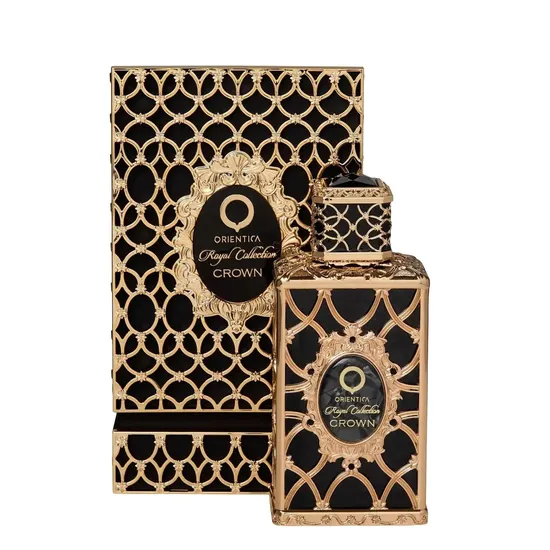 ORIENTICA
Royal Collection
CROWN
ORIENTICA
Royal Collection
CROWN